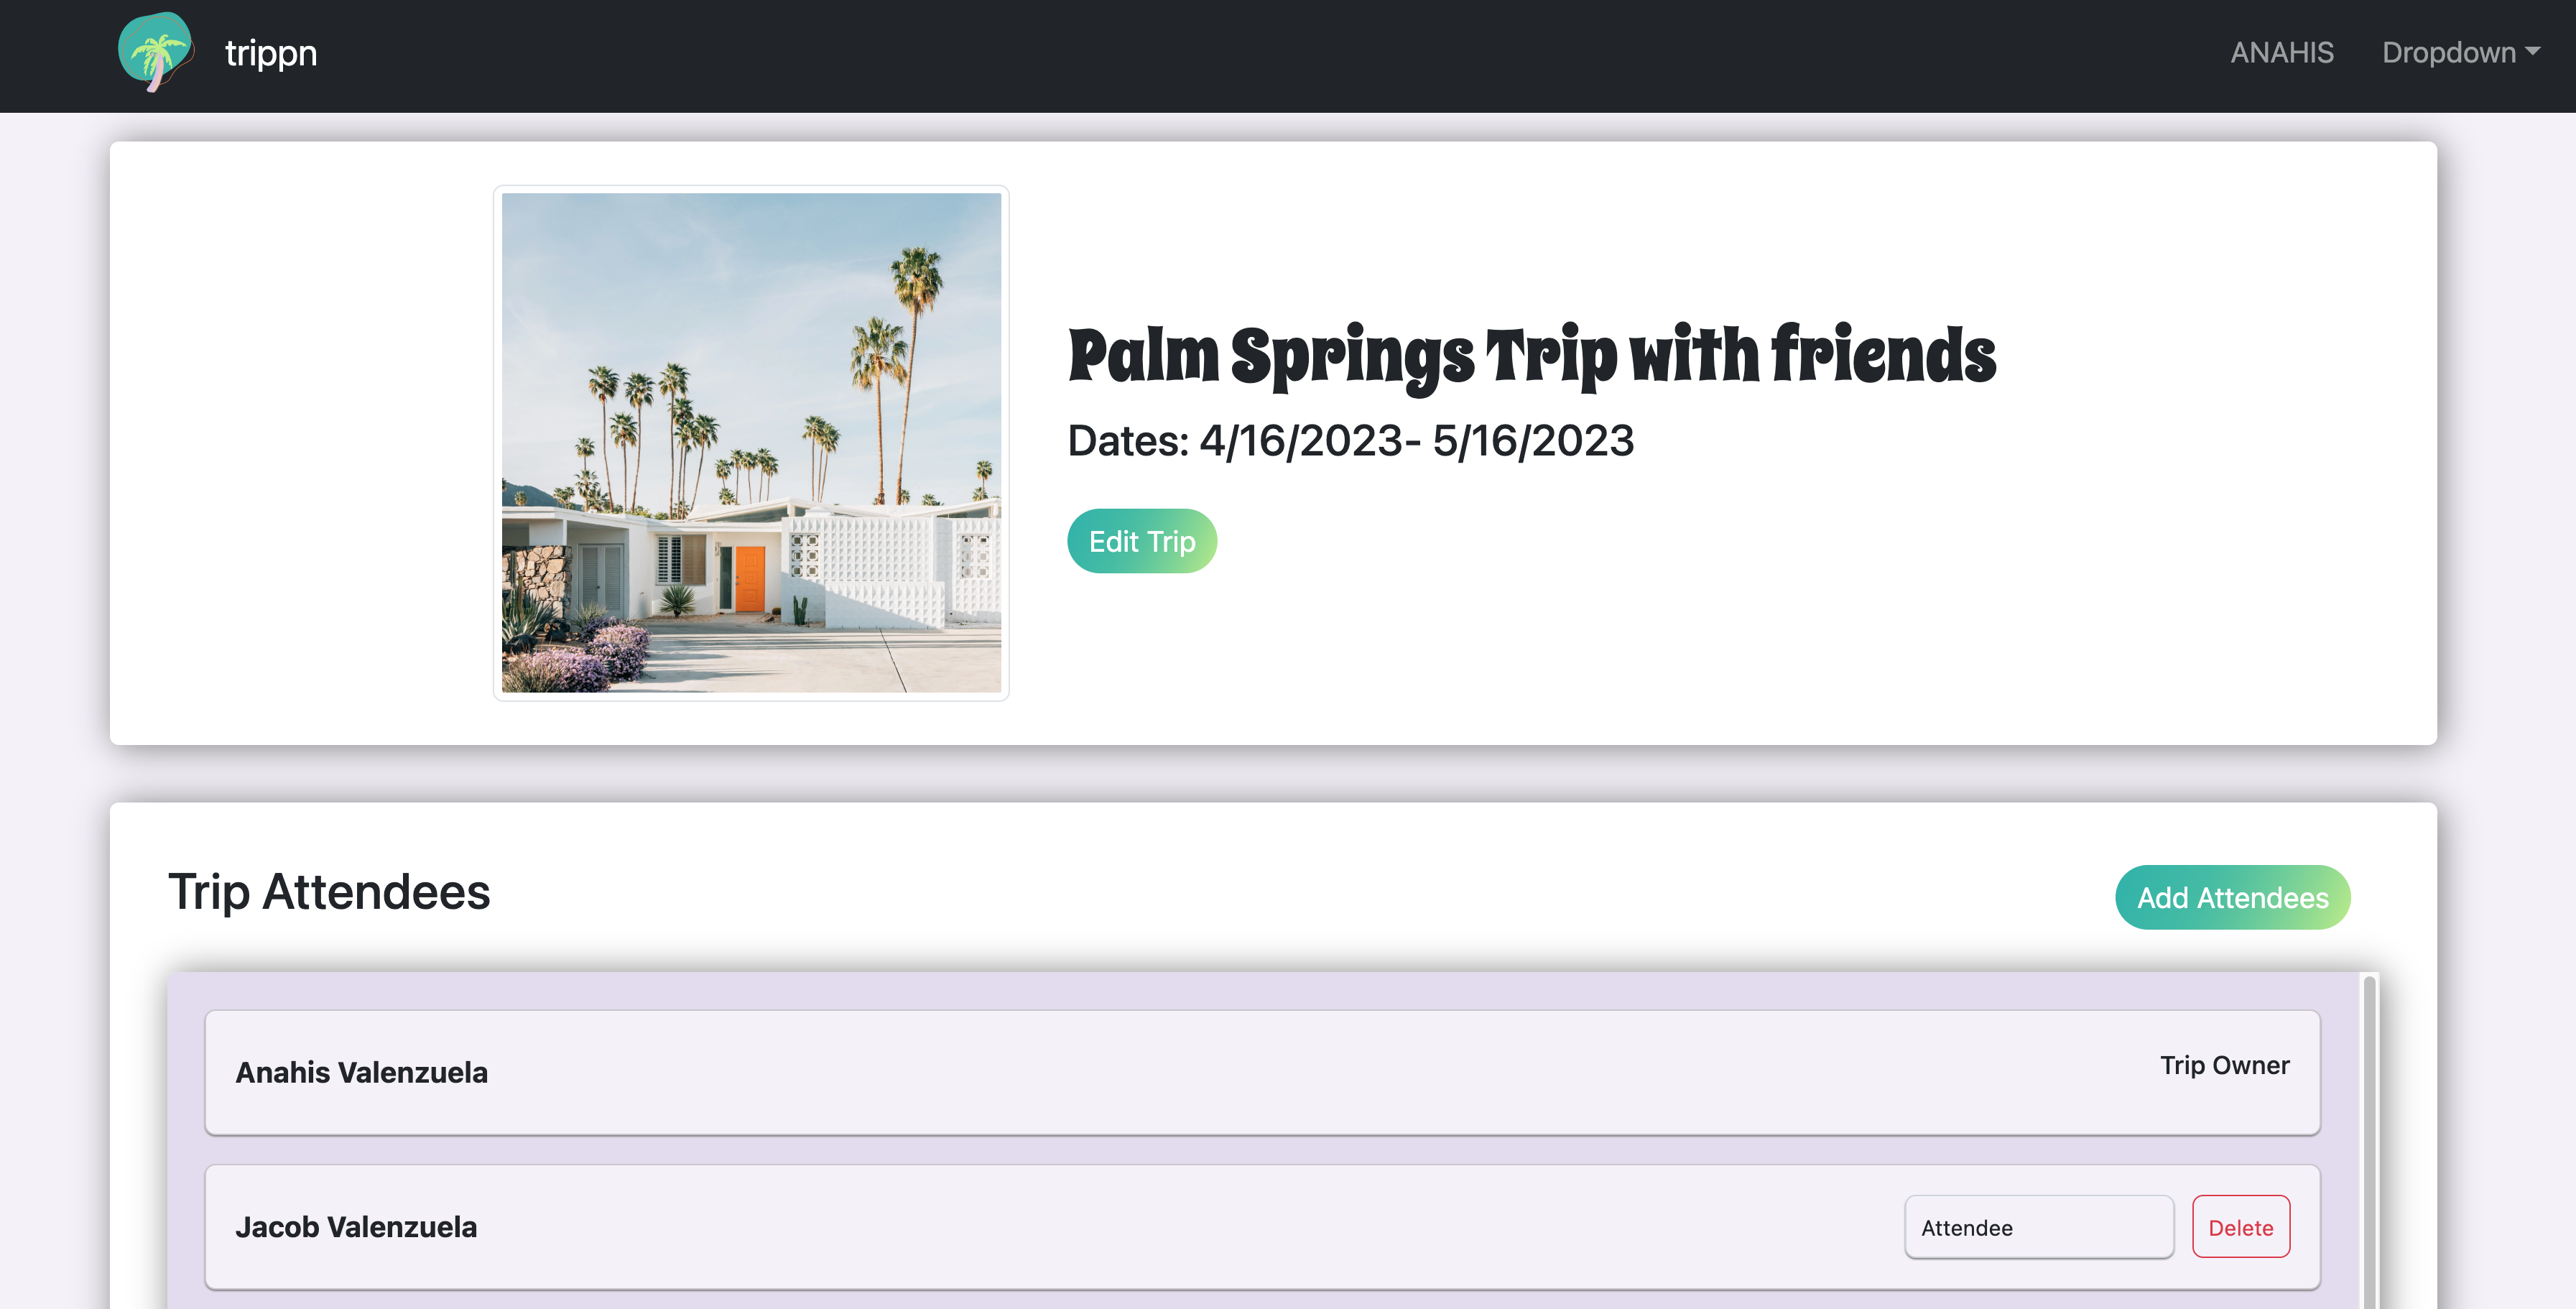 trippn
ANAHIS
Dropdown
Palm Springs Trip with friends
Dates: 4/16/2023- 5/16/2023
Edit Trip
Trip Attendees
Add Attendees
Anahis Valenzuela
Trip Owner
Jacob Valenzuela
Attendee
Delete